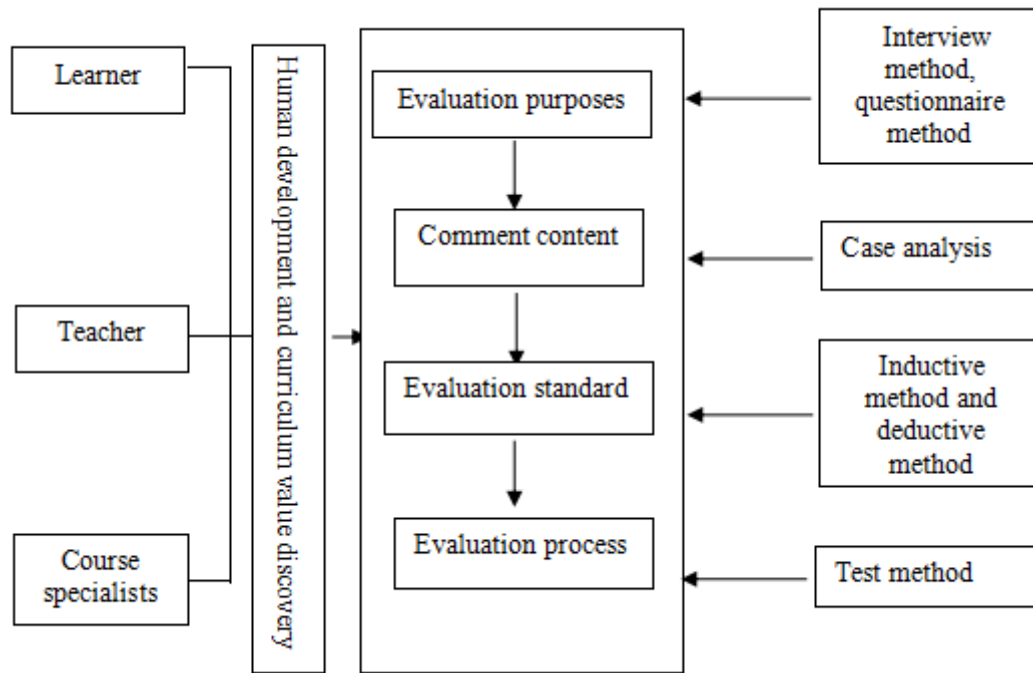 Learner
Teacher
Course
specialists
Human development and curriculum value discovery
Evaluation purposes
Comment content
Evaluation standard
Evaluation process
Interview
method,
questionnaire
method
Case analysis
Inductive
method and
deductive
method
Test method